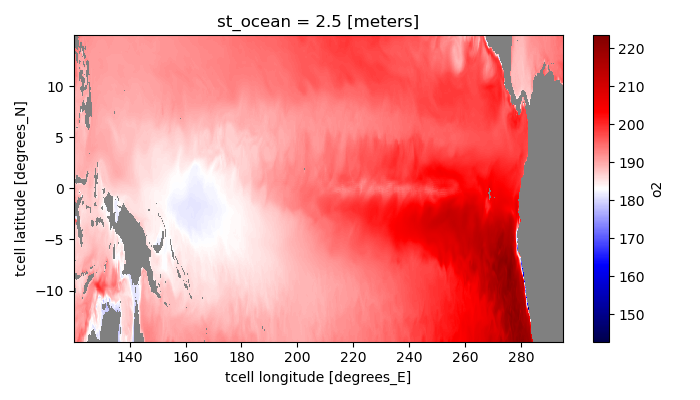 st_ocean = 2.5 [meters]
10
5
0
−5
−10
tcell latitude [degrees_N]
140 160 180 200 220 240 260 280
tcell longitude [degrees_E]
220
210
200
190
180
170
160
150
o2